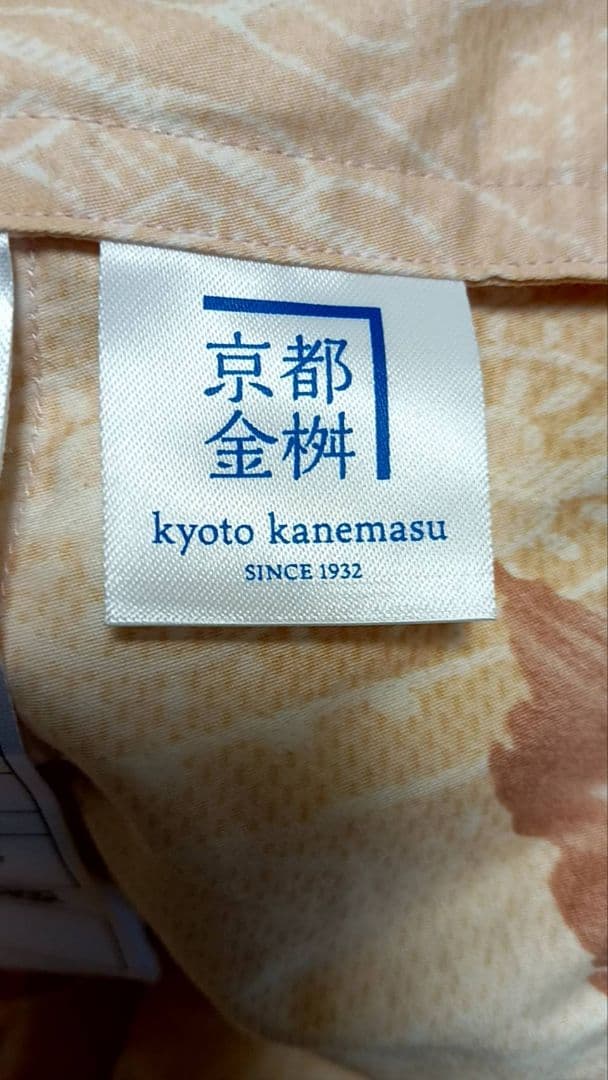 京都
金桝
kyoto kanemasu
SINCE 1932